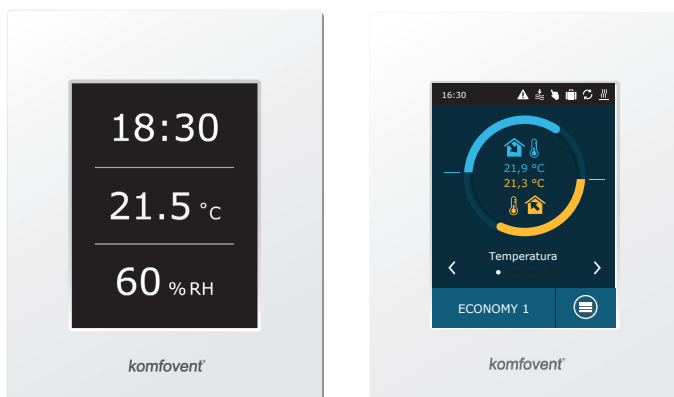 18:30
21.5 °C
60 % RH
komfovent®
16:30
21,9 °C
21,3 °C
Temperatura
ECONOMY 1
komfovent®